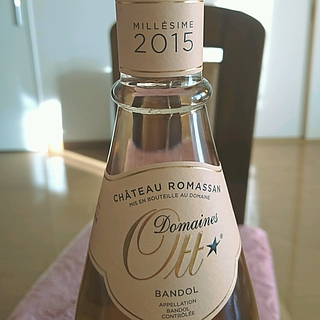 MILLÉSIME
2015
CHÂTEAU ROMASSAN
MIS EN BOUTEILLE AU DOMAINE
Domaines
Ott ★ ®
BANDOL
APPELLATION
BANDOL
CONTRÔLÉE